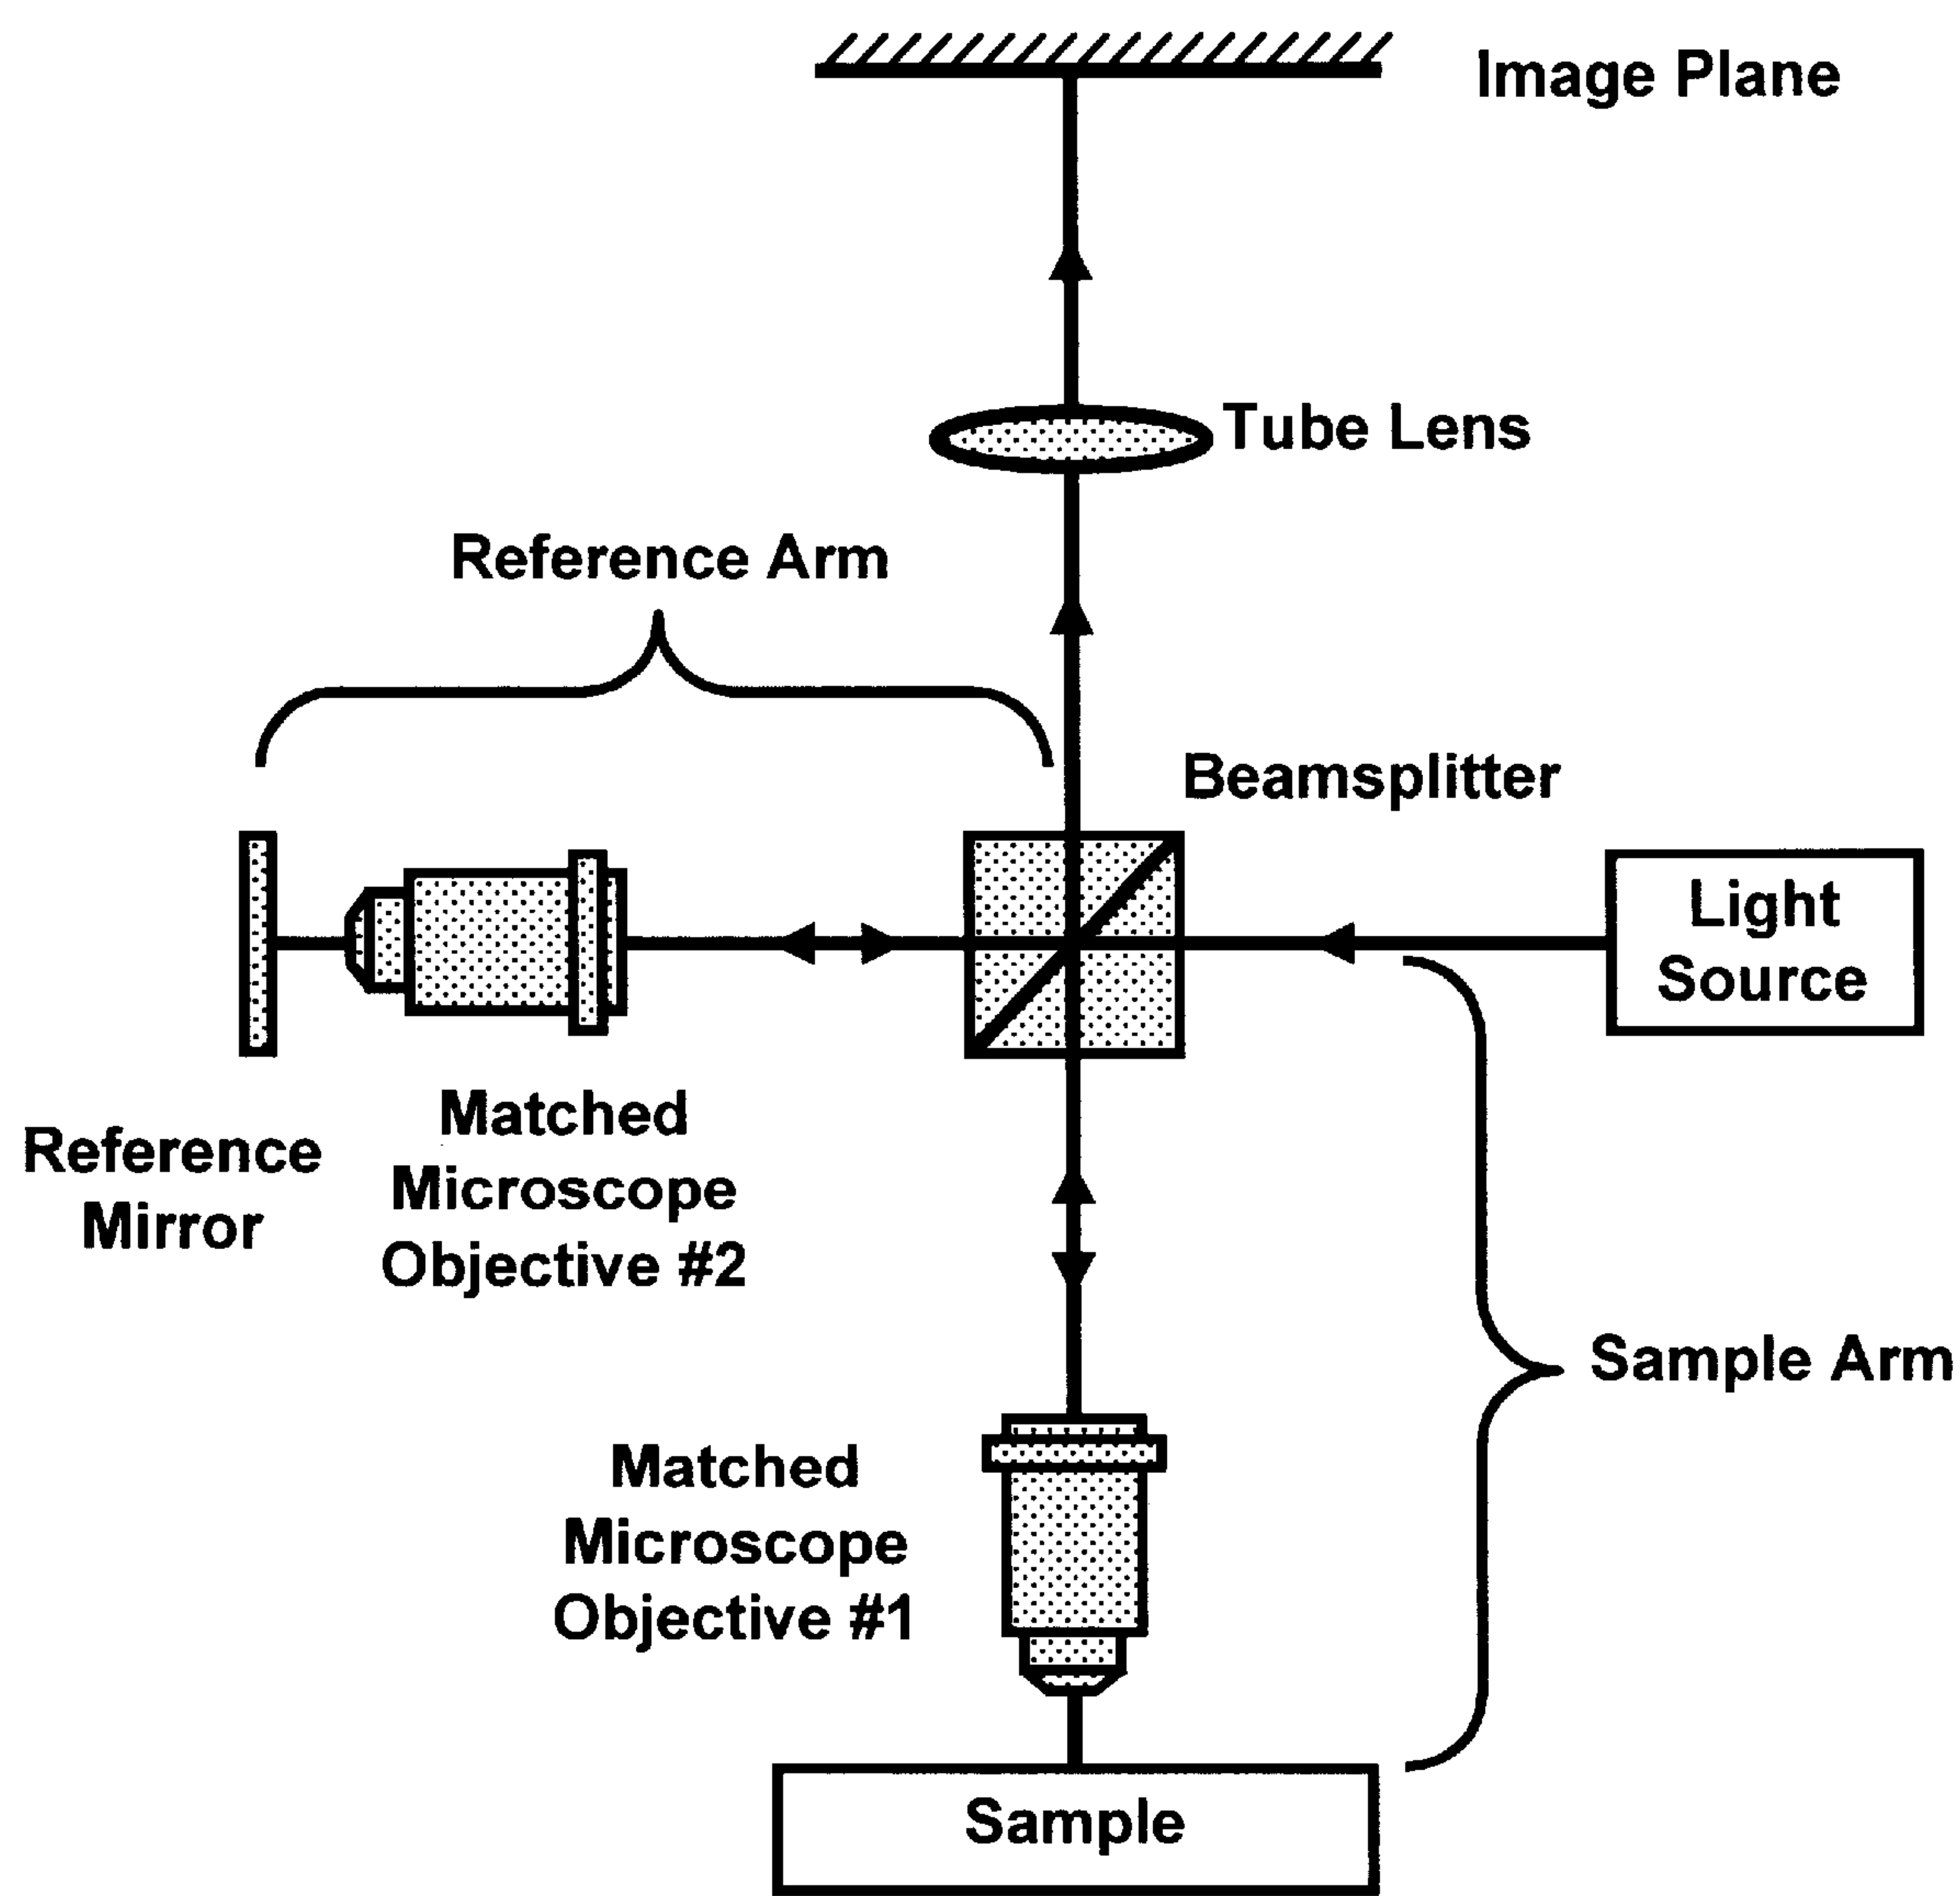 Image Plane
Tube Lens
Reference Arm
Beamsplitter
Light
Source
Matched
Microscope
Objective #2
Reference
Mirror
Sample Arm
Matched
Microscope
Objective #1
Sample